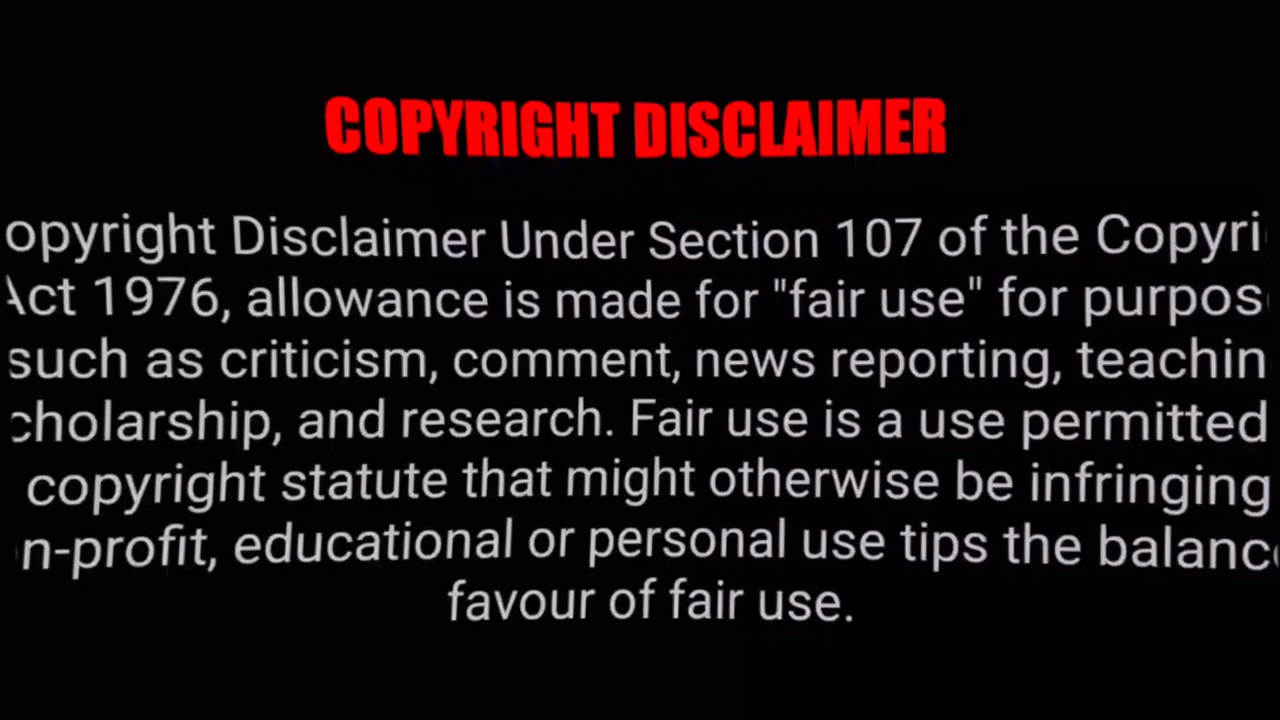 COPYRIGHT DISCLAIMER
opyright Disclaimer Under Section 107 of the Copyri
Act 1976, allowance is made for "fair use" for purpos
such as criticism, comment, news reporting, teachin
cholarship, and research. Fair use is a use permitted
copyright statute that might otherwise be infringing
n-profit, educational or personal use tips the balanc
favour of fair use.